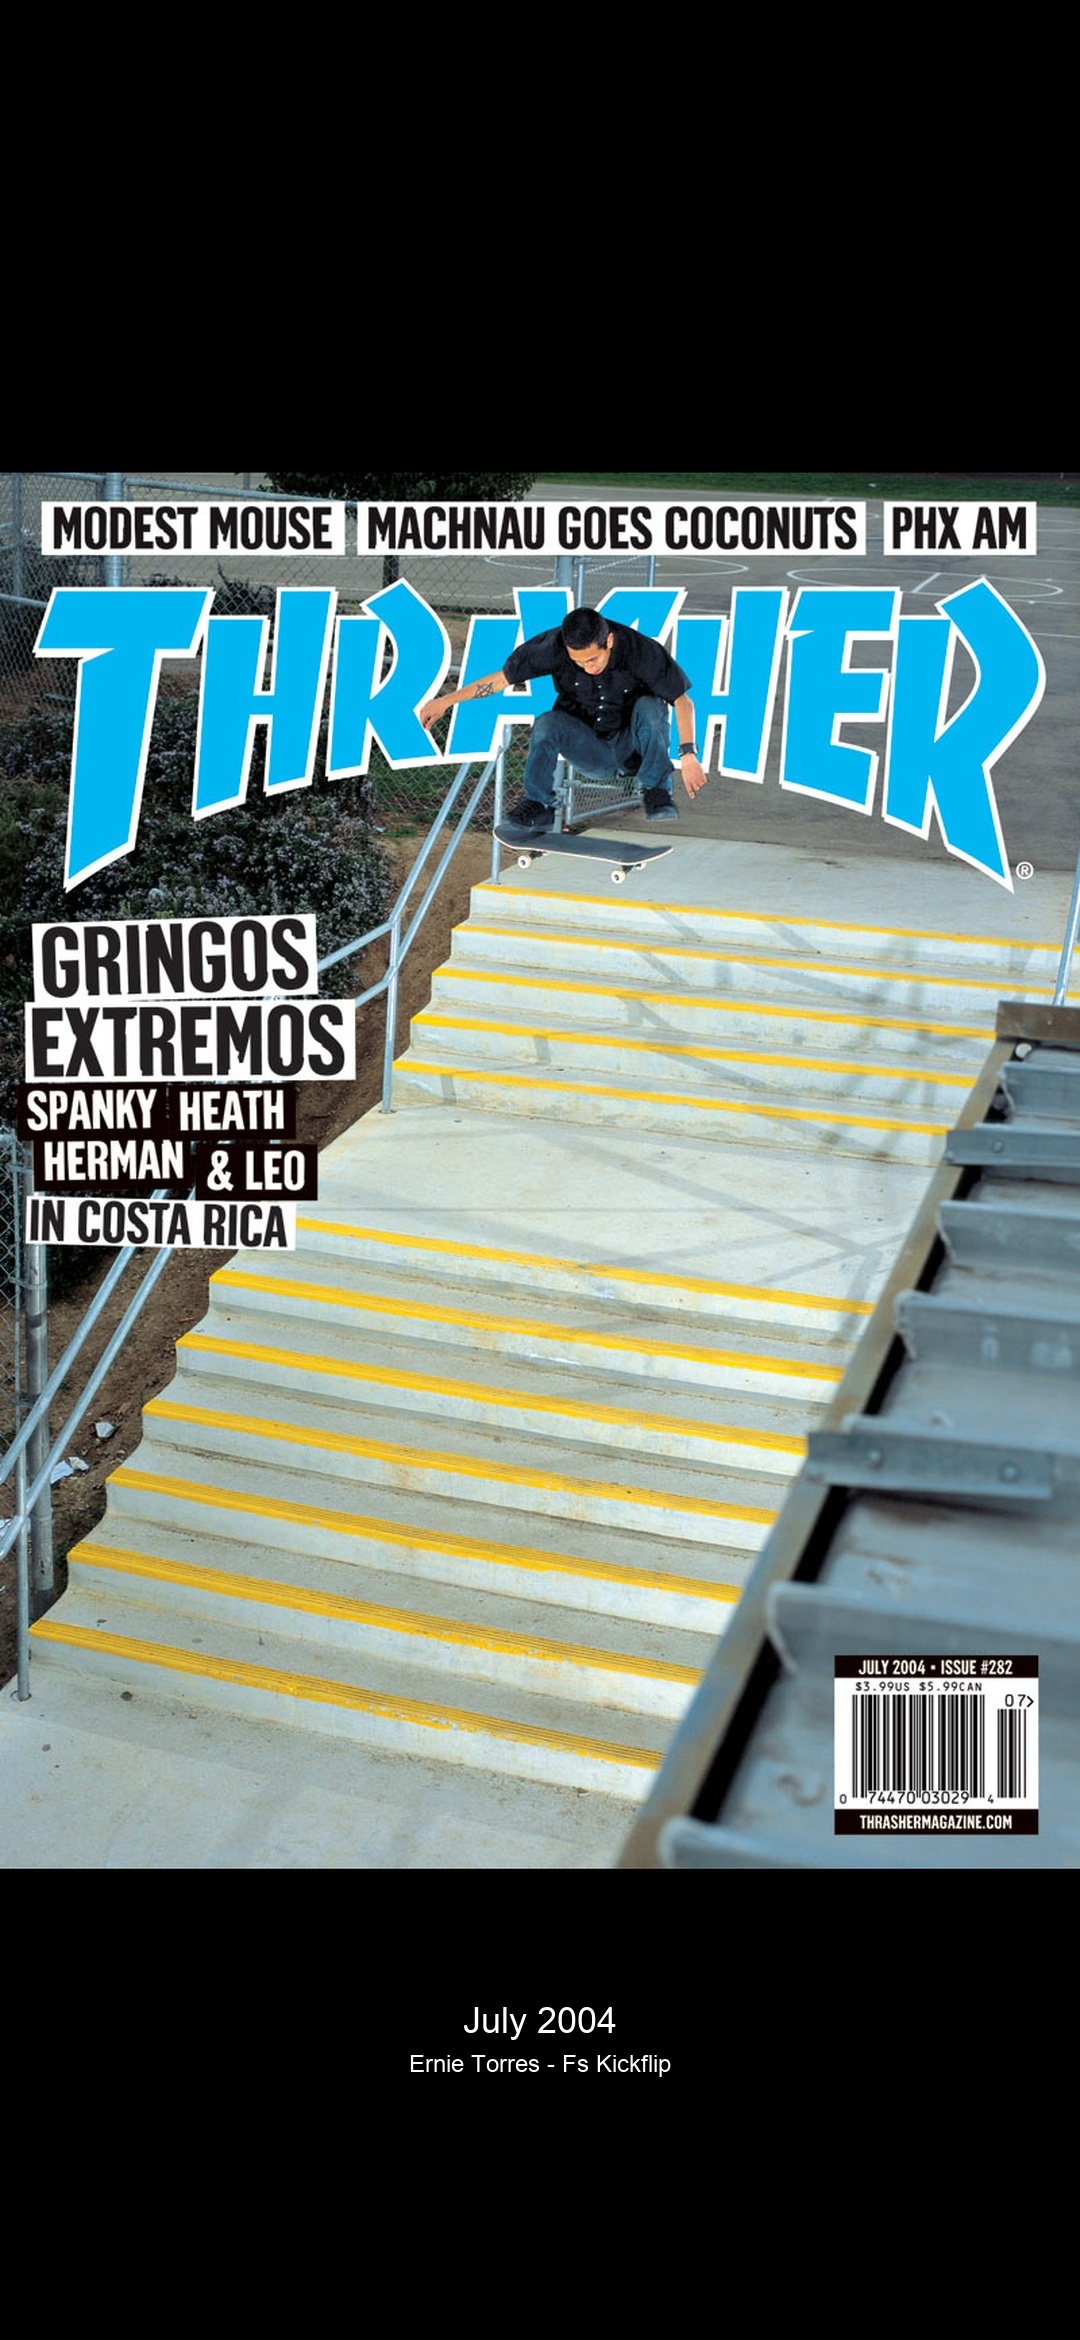 MODEST MOUSE MACHNAU GOES COCONUTS PHX AM
THRASHER®
GRINGOS
EXTREMOS
SPANKY HEATH
HERMAN & LEO
IN COSTA RICA
JULY 2004 • ISSUE #282
$3.99US $5.99CAN
07>
0 74470 03029 4
THRASHERMAGAZINE.COM
July 2004
Ernie Torres - Fs Kickflip